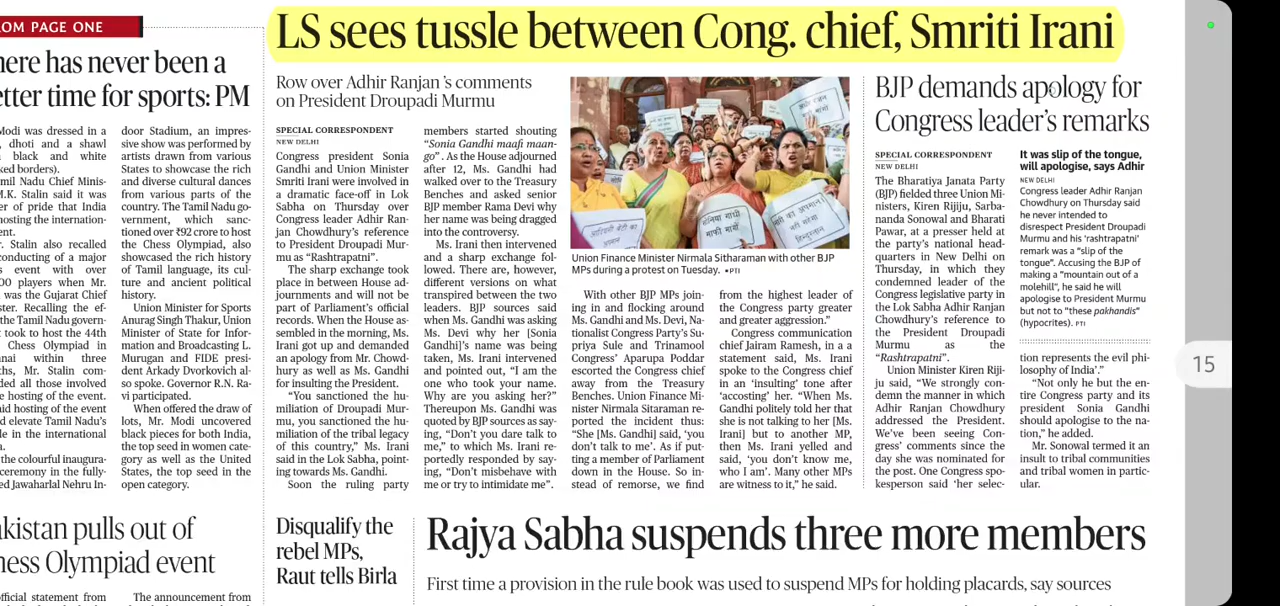 OM PAGE ONE
here has never been a
etter time for sports: PM
Modi was dressed in a
, dhoti and a shawl
black and white
ked borders).
mil Nadu Chief Minis-
M.K. Stalin said it was
er of pride that India
hosting the internation-
ent.
r. Stalin also recalled
conducting of a major
s event with over
00 players when Mr.
was the Gujarat Chief
ster. Recalling the ef-
the Tamil Nadu govern-
t took to host the 44th
Chess Olympiad in
nai within three
ths, Mr. Stalin com-
ded all those involved
e hosting of the event.
aid hosting of the event
d elevate Tamil Nadu's
le in the international
a.
the colourful inaugura-
ceremony in the fully-
ed Jawaharlal Nehru In-
door Stadium, an impres-
sive show was performed by
artists drawn from various
States to showcase the rich
and diverse cultural dances
from various parts of the
country. The Tamil Nadu go-
vernment, which sanc-
tioned over ₹92 crore to host
the Chess Olympiad, also
showcased the rich history
of Tamil language, its cul-
ture and ancient political
history.
Union Minister for Sports
Anurag Singh Thakur, Union
Minister of State for Infor-
mation and Broadcasting L.
Murugan and FIDE presi-
dent Arkady Dvorkovich al-
so spoke. Governor R.N. Ra-
vi participated.
When offered the draw of
lots, Mr. Modi uncovered
black pieces for both India,
the top seed in women cate-
gory as well as the United
States, the top seed in the
open category.
LS sees tussle between Cong. chief, Smriti Irani
Row over Adhir Ranjan 's comments
on President Droupadi Murmu
SPECIAL CORRESPONDENT
NEW DELHI
Congress president Sonia
Gandhi and Union Minister
Smriti Irani were involved in
a dramatic face-off in Lok
Sabha on Thursday over
Congress leader Adhir Ran-
jan Chowdhury's reference
to President Droupadi Mur-
mu as "Rashtrapatni".
The sharp exchange took
place in between House ad-
journments and will not be
part of Parliament's official
records. When the House as-
sembled in the morning, Ms.
Irani got up and demanded
an apology from Mr. Chowd-
hury as well as Ms. Gandhi
for insulting the President.
"You sanctioned the hu-
miliation of Droupadi Mur-
mu, you sanctioned the hu-
miliation of the tribal legacy
of this country," Ms. Irani
said in the Lok Sabha, point-
ing towards Ms. Gandhi.
Soon the ruling party
members started shouting
"Sonia Gandhi maafi maan-
go" . As the House adjourned
after 12, Ms. Gandhi had
walked over to the Treasury
Benches and asked senior
BJP member Rama Devi why
her name was being dragged
into the controversy.
Ms. Irani then intervened
and a sharp exchange fol-
lowed. There are, however,
different versions on what
transpired between the two
leaders. BJP sources said
when Ms. Gandhi was asking
Ms. Devi why her [Sonia
Gandhi]'s name was being
taken, Ms. Irani intervened
and pointed out, "I am the
one who took your name.
Why are you asking her?"
Thereupon Ms. Gandhi was
quoted by BJP sources as say-
ing, "Don't you dare talk to
me," to which Ms. Irani re-
portedly responded by say-
ing, "Don't misbehave with
me or try to intimidate me".
सोनिया गांधी
माफी मांगो
Union Finance Minister Nirmala Sitharaman with other BJP
MPs during a protest on Tuesday. • PTI
With other BJP MPs join-
ing in and flocking around
Ms. Gandhi and Ms. Devi, Na-
tionalist Congress Party's Su-
priya Sule and Trinamool
Congress' Aparupa Poddar
escorted the Congress chief
away from the Treasury
Benches. Union Finance Mi-
nister Nirmala Sitaraman re-
ported the incident thus:
"She [Ms. Gandhi] said, 'you
don't talk to me'. As if put-
ting a member of Parliament
down in the House. So in-
stead of remorse, we find
from the highest leader of
the Congress party greater
and greater aggression."
Congress communication
chief Jairam Ramesh, in a a
statement said, Ms. Irani
spoke to the Congress chief
in an 'insulting' tone after
'accosting' her. "When Ms.
Gandhi politely told her that
she is not talking to her [Ms.
Irani] but to another MP,
then Ms. Irani yelled and
said, 'you don't know me,
who I am'. Many other MPs
are witness to it," he said.
BJP demands apology for
Congress leader's remarks
SPECIAL CORRESPONDENT
NEW DELHI
The Bharatiya Janata Party
(BJP) fielded three Union Mi-
nisters, Kiren Rijiju, Sarba-
nanda Sonowal and Bharati
Pawar, at a presser held at
the party's national head-
quarters in New Delhi on
Thursday, in which they
condemned leader of the
Congress legislative party in
the Lok Sabha Adhir Ranjan
Chowdhury's reference to
the President Droupadi
Murmu as the
"Rashtrapatni".
Union Minister Kiren Riji-
ju said, "We strongly con-
demn the manner in which
Adhir Ranjan Chowdhury
addressed the President.
We've been seeing Con-
gress' comments since the
day she was nominated for
the post. One Congress spo-
kesperson said 'her selec-
It was slip of the tongue,
will apologise, says Adhir
NEW DELHI
Congress leader Adhir Ranjan
Chowdhury on Thursday said
he never intended to
disrespect President Droupadi
Murmu and his 'rashtrapatni'
remark was a "slip of the
tongue". Accusing the BJP of
making a "mountain out of a
molehill", he said he will
apologise to President Murmu
but not to "these pakhandis"
(hypocrites). PTI
tion represents the evil phi-
losophy of India'."
"Not only he but the en-
tire Congress party and its
president Sonia Gandhi
should apologise to the na-
tion," he added.
Mr. Sonowal termed it an
insult to tribal communities
and tribal women in partic-
ular.
15
akistan pulls out of
hess Olympiad event
official statement from
The announcement from
Disqualify the
rebel MPs,
Raut tells Birla
Rajya Sabha suspends three more members
First time a provision in the rule book was used to suspend MPs for holding placards, say sources